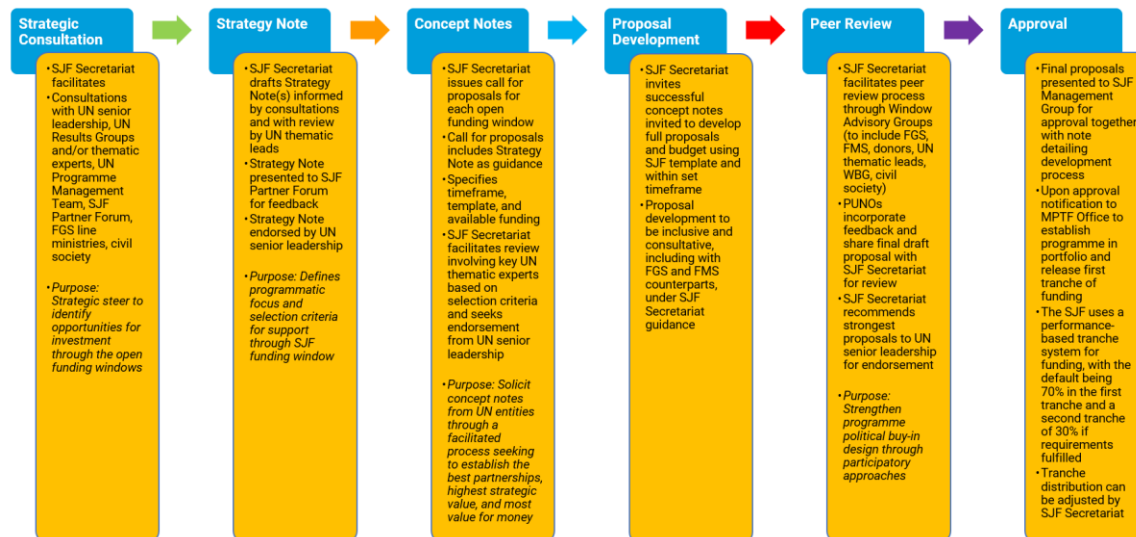 Strategic
Consultation
•SJF Secretariat
facilitates
•Consultations
with UN senior
leadership, UN
Results Groups
and/or thematic
experts, UN
Programme
Management
Team, SJF
Partner Forum,
FGS line
ministries, civil
society
•Purpose:
Strategic steer to
identify
opportunities for
investment
through the open
funding windows
Strategy Note
•SJF Secretariat
drafts Strategy
Note(s) informed
by consultations
and with review
by UN thematic
leads
•Strategy Note
presented to SJF
Partner Forum
for feedback
•Strategy Note
endorsed by UN
senior leadership
•Purpose: Defines
programmatic
focus and
selection criteria
for support
through SJF
funding window
Concept Notes
•SJF Secretariat
issues call for
proposals for
each open
funding window
•Call for proposals
includes Strategy
Note as guidance
•Specifies
timeframe,
template, and
available funding
•SJF Secretariat
facilitates review
involving key UN
thematic experts
based on
selection criteria
and seeks
endorsement
from UN senior
leadership
•Purpose: Solicit
concept notes
from UN entities
through a
facilitated
process seeking
to establish the
best partnerships,
highest strategic
value, and most
value for money
Proposal
Development
•SJF Secretariat
invites
successful
concept notes
invited to develop
full proposals
and budget using
SJF template and
within set
timeframe
•Proposal
development to
be inclusive and
consultative,
including with
FGS and FMS
counterparts,
under SJF
Secretariat
guidance
Peer Review
•SJF Secretariat
facilitates peer
review process
through Window
Advisory Groups
(to include FGS,
FMS, donors, UN
thematic leads,
WBG, civil
society)
•PUNOs
incorporate
feedback and
share final draft
proposal with
SJF Secretariat
for review
•SJF Secretariat
recommends
strongest
proposals to UN
senior leadership
for endorsement
•Purpose:
Strengthen
programme
political buy-in
design through
participatory
approaches
Approval
•Final proposals
presented to SJF
Management
Group for
approval together
with note
detailing
development
process
•Upon approval
notification to
MPTF Office to
establish
programme in
portfolio and
release first
tranche of
funding
•The SJF uses a
performance-
based tranche
system for
funding, with the
default being
70% in the first
tranche and a
second tranche
of 30% if
requirements
fulfilled
•Tranche
distribution can
be adjusted by
SJF Secretariat